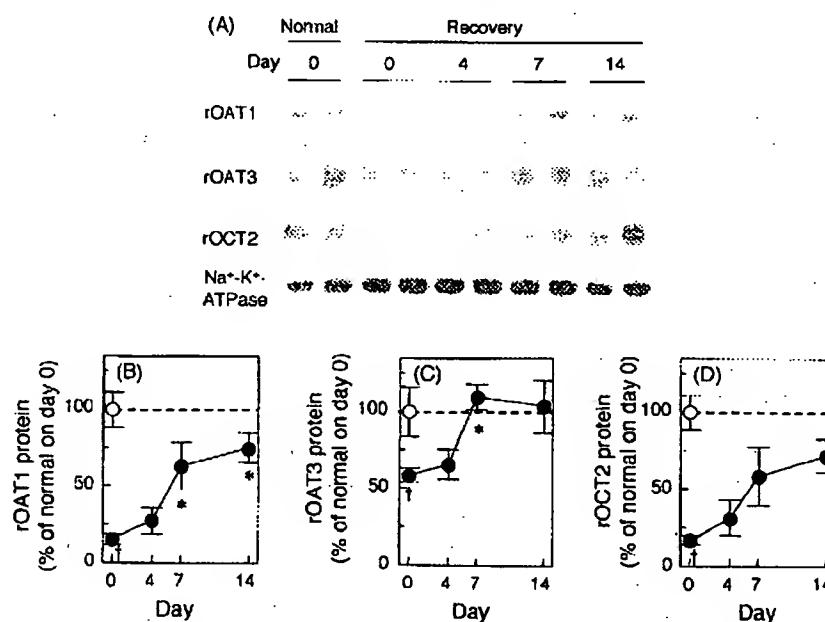 (A) Normal Recovery
Day 0 0 4 7 14
rOAT1
rOAT3
rOCT2
Na⁺-K⁺-
ATPase
(B)
rOAT1 protein
(% of normal on day 0)
100
50
0
†
*
*
0 4 7 14
Day
(C)
rOAT3 protein
(% of normal on day 0)
100
50
0
†
*
0 4 7 14
Day
(D)
rOCT2 protein
(% of normal on day 0)
100
50
0
†
0 4 7 14
Day